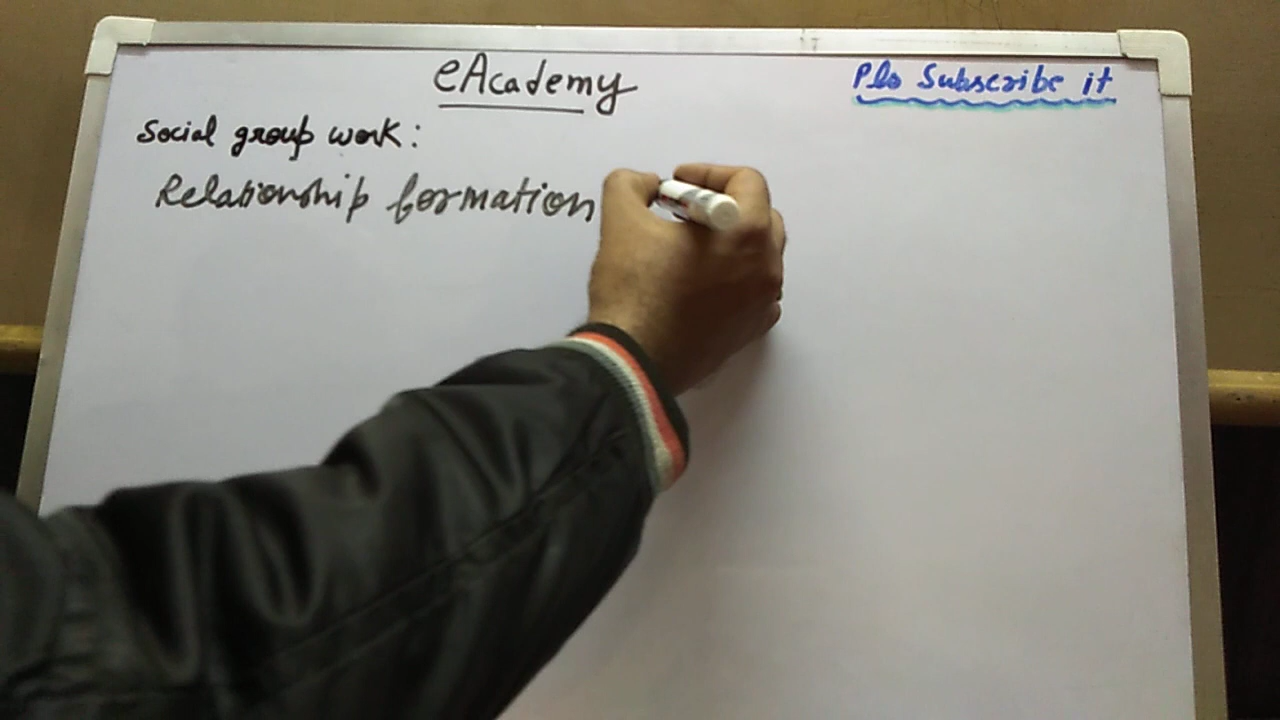 eAcademy
Pls Subscribe it
Social group work:
Relationship formation